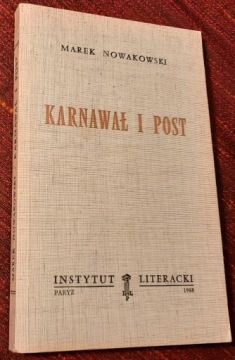 MAREK NOWAKOWSKI
KARNAWAŁ I POST
INSTYTUT LITERACKI
PARYŻ 1988